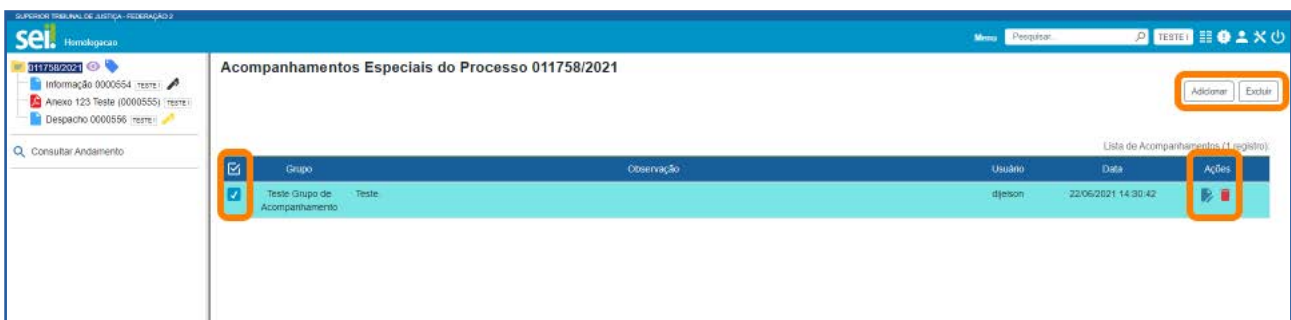 SUPERIOR TRIBUNAL DE JUSTIÇA - FEDERAÇÃO 2
sei. Homologacao
Menu Pesquisar... TESTE I
011758/2021
Informação 0000554 TESTE I
Anexo 123 Teste (0000555) TESTE I
Despacho 0000556 TESTE I
Consultar Andamento
Acompanhamentos Especiais do Processo 011758/2021
Adicionar Excluir
Lista de Acompanhamentos (1 registro):
Grupo Observação Usuário Data Ações
Teste Grupo de Teste djeison 22/06/2021 14:30:42
Acompanhamento